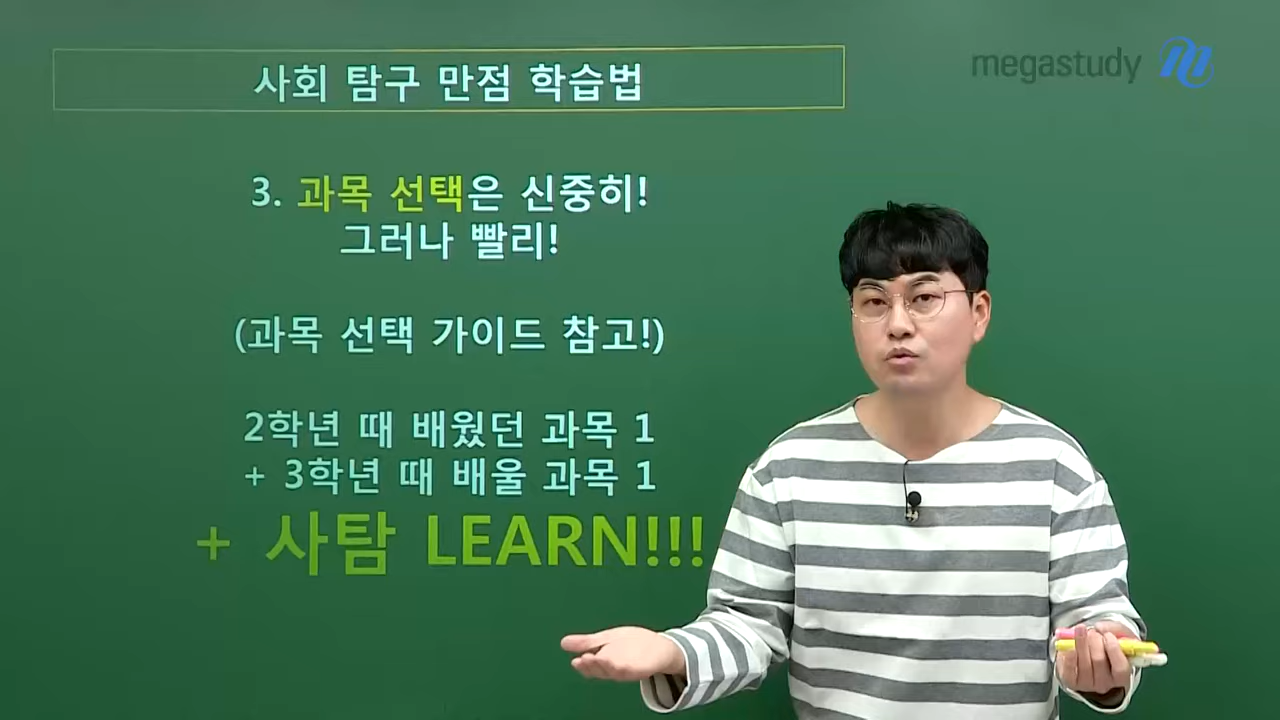 사회 탐구 만점 학습법
megastudy
3. 과목 선택은 신중히!
그러나 빨리!
(과목 선택 가이드 참고!)
2학년 때 배웠던 과목 1
+ 3학년 때 배울 과목 1
+ 사탐 LEARN!!!